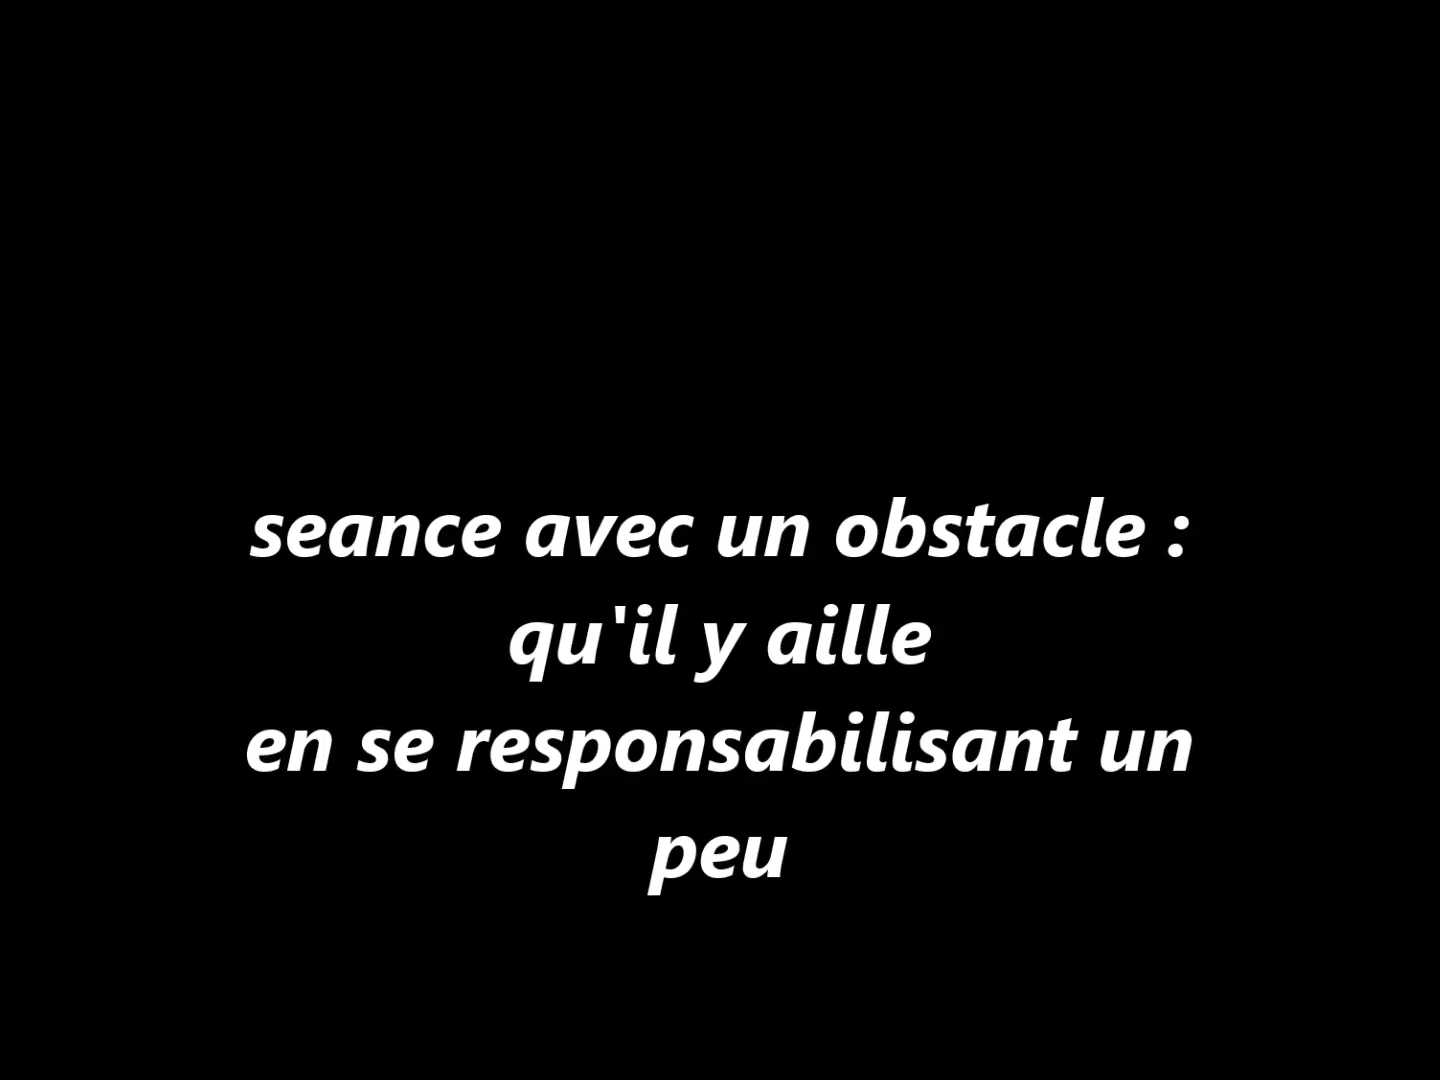 seance avec un obstacle :
qu'il y aille
en se responsabilisant un
peu